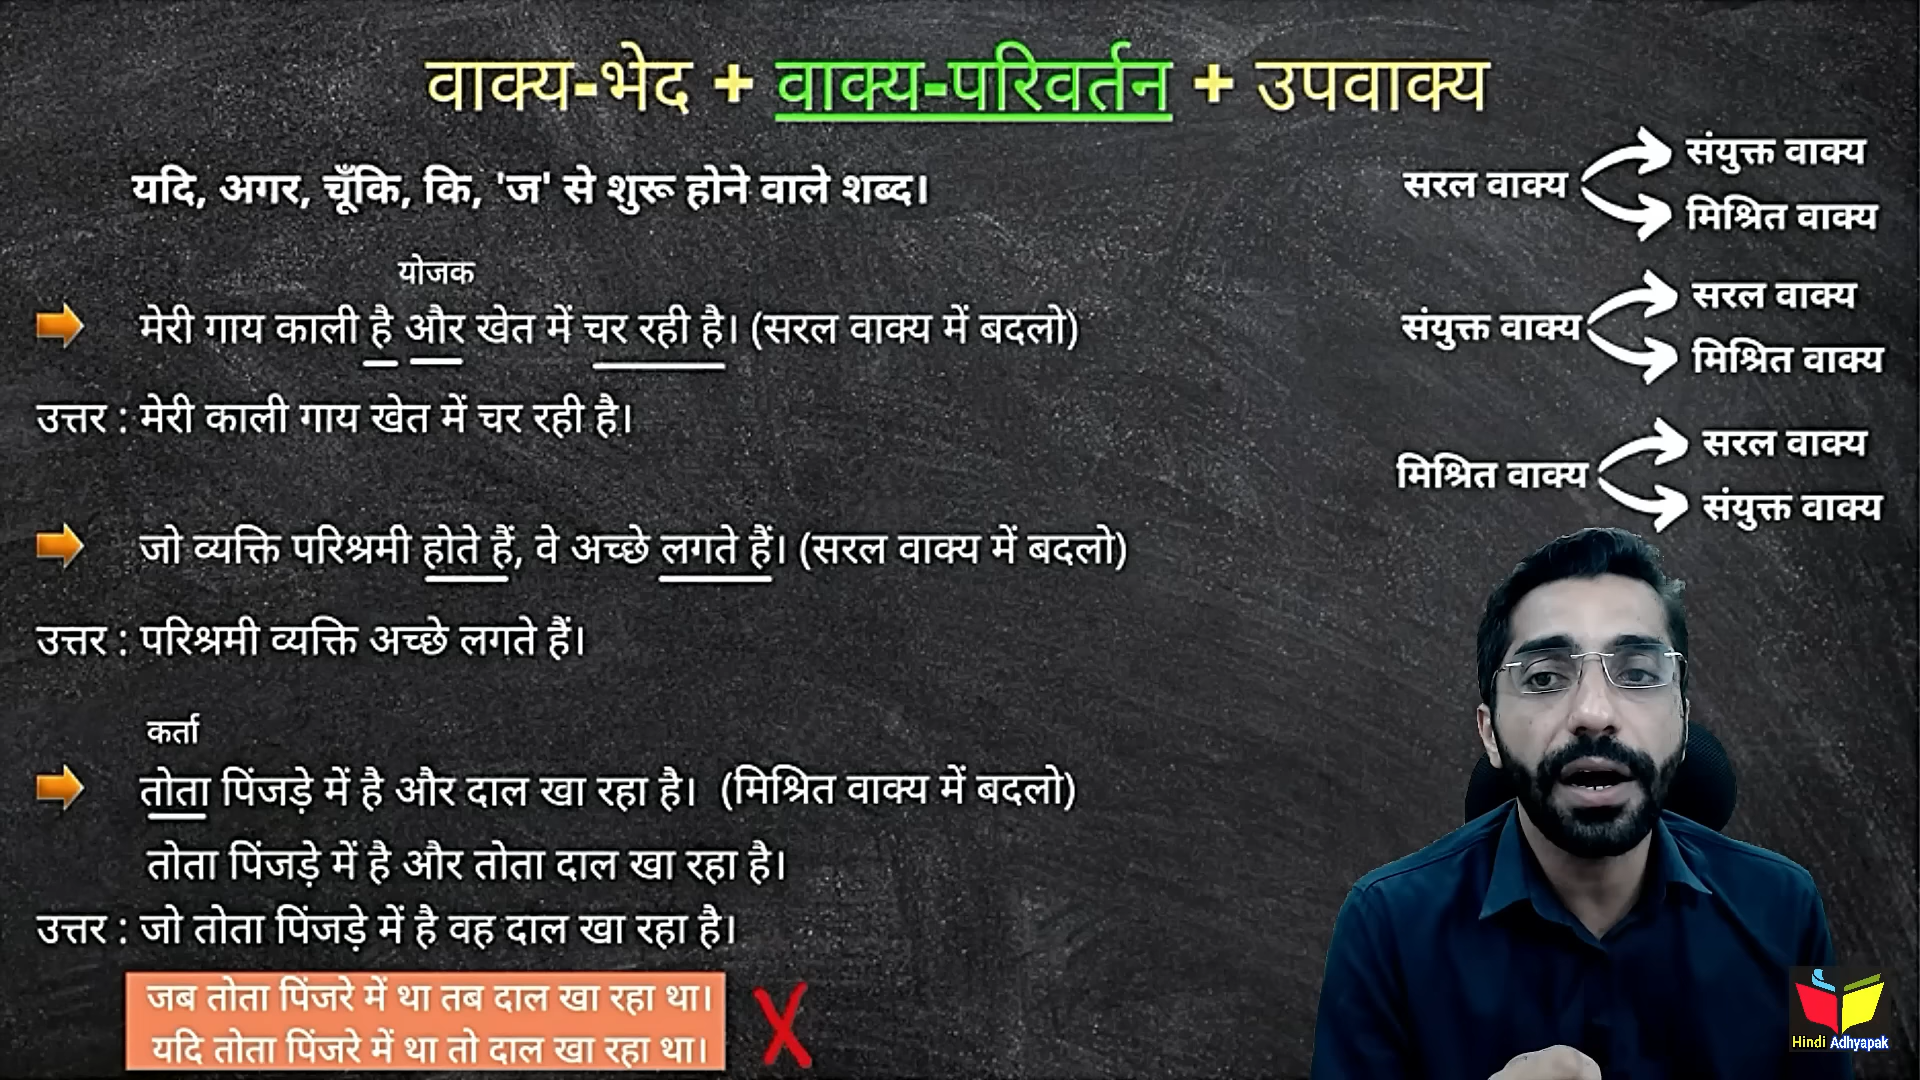 वाक्य-भेद + वाक्य-परिवर्तन + उपवाक्य
यदि, अगर, चूँकि, कि, 'ज' से शुरू होने वाले शब्द।
योजक
मेरी गाय काली है और खेत में चर रही है। (सरल वाक्य में बदलो)
उत्तर : मेरी काली गाय खेत में चर रही है।
जो व्यक्ति परिश्रमी होते हैं, वे अच्छे लगते हैं। (सरल वाक्य में बदलो)
उत्तर : परिश्रमी व्यक्ति अच्छे लगते हैं।
कर्ता
तोता पिंजड़े में है और दाल खा रहा है। (मिश्रित वाक्य में बदलो)
तोता पिंजड़े में है और तोता दाल खा रहा है।
उत्तर : जो तोता पिंजड़े में है वह दाल खा रहा है।
जब तोता पिंजरे में था तब दाल खा रहा था।
यदि तोता पिंजरे में था तो दाल खा रहा था।
X
सरल वाक्य
संयुक्त वाक्य
मिश्रित वाक्य
संयुक्त वाक्य
सरल वाक्य
मिश्रित वाक्य
मिश्रित वाक्य
सरल वाक्य
संयुक्त वाक्य
Hindi Adhyapak